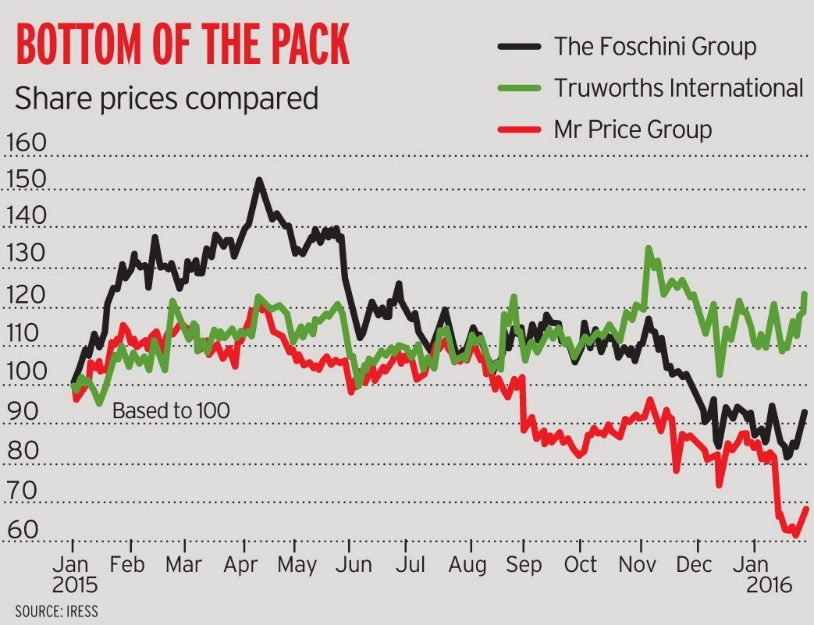 BOTTOM OF THE PACK
Share prices compared
The Foschini Group
Truworths International
Mr Price Group
160
150
140
130
120
110
100
90
80
70
60
Based to 100
Jan Feb Mar Apr May Jun Jul Aug Sep Oct Nov Dec Jan
2015 2016
SOURCE: IRESS